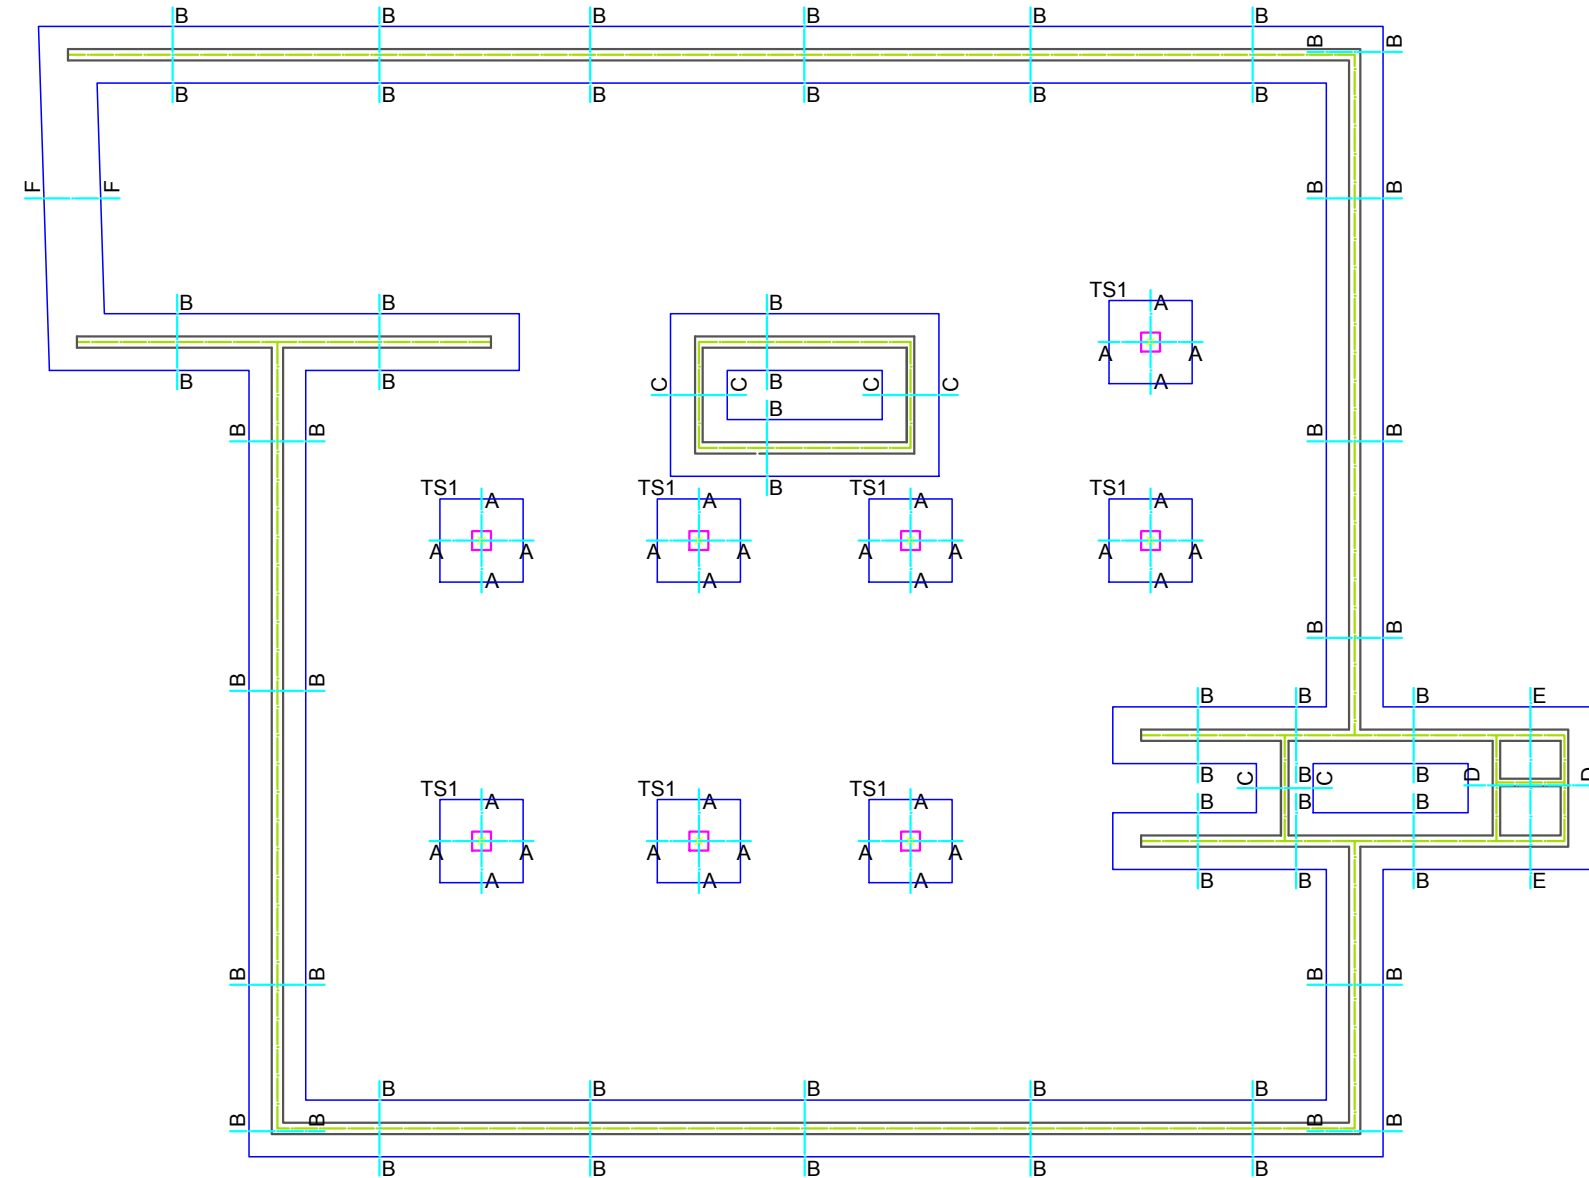 B B B B B B
B B
B B B B B B
F F B B
B B B
TS1 A
A A
A
B B
C C C C
B
B
B
B B B B
TS1 A TS1 A TS1 A TS1 A
A A A A A A A A
A A A A
B B
B B B B B E
B B B
C C D D
B B B
TS1 A TS1 A TS1 A
A A A A A A
A A A
B B B E
B B B B
B B B B B
B B B B
B B B B B